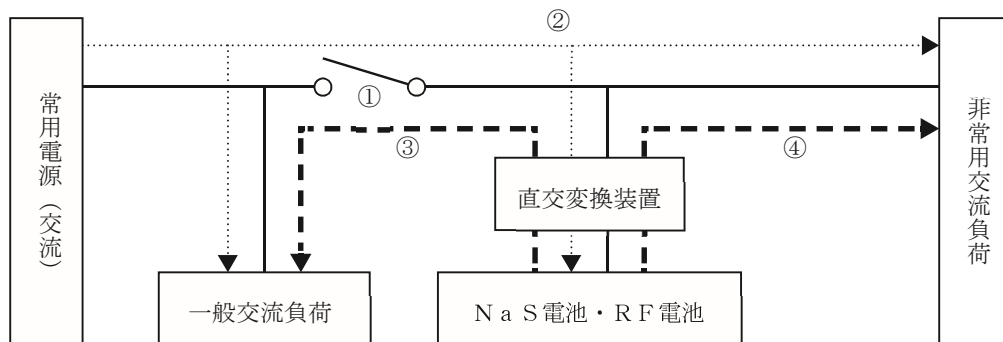 ②
常用電源（交流）
①
③
④
非常用交流負荷
直交変換装置
一般交流負荷
ＮａＳ電池・ＲＦ電池